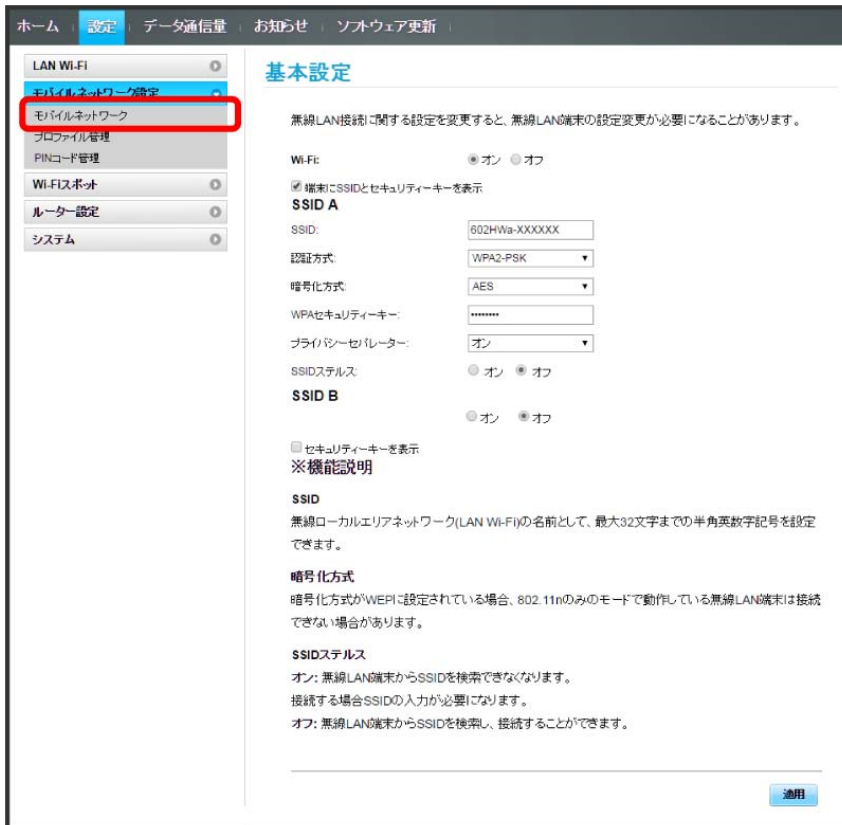 ホーム 設定 データ通信量 お知らせ ソフトウェア更新
LAN Wi-Fi
モバイルネットワーク設定
モバイルネットワーク
プロファイル管理
PINコード管理
Wi-Fiスポット
ルーター設定
システム
基本設定
無線LAN接続に関する設定を変更すると、無線LAN端末の設定変更が必要になることがあります。
Wi-Fi: オン オフ
端末にSSIDとセキュリティーキーを表示
SSID A
SSID: 602HWa-XXXXXX
認証方式: WPA2-PSK
暗号化方式: AES
WPAセキュリティーキー: ••••••••
プライバシーセパレーター: オン
SSIDステルス: オン オフ
SSID B
オン オフ
セキュリティーキーを表示
※機能説明
SSID
無線ローカルエリアネットワーク(LAN Wi-Fi)の名前として、最大32文字までの半角英数字記号を設定
できます。
暗号化方式
暗号化方式がWEPに設定されている場合、802.11nのみのモードで動作している無線LAN端末は接続
できない場合があります。
SSIDステルス
オン: 無線LAN端末からSSIDを検索できなくなります。
接続する場合SSIDの入力が必要になります。
オフ: 無線LAN端末からSSIDを検索し、接続することができます。
適用